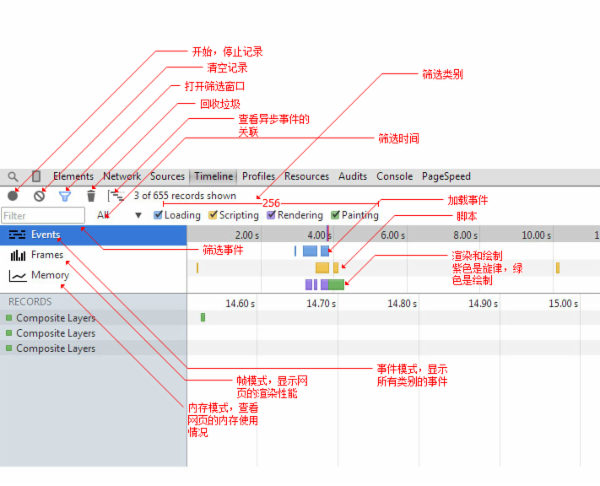 开始，停止记录
清空记录
打开筛选窗口
回收垃圾
查看异步事件的
关联
筛选类别
筛选时间
Elements Network Sources Timeline Profiles Resources Audits Console PageSpeed
3 of 655 records shown
256
Filter All Loading Scripting Rendering Painting
加载事件
脚本
Events
2.00 s 4.00 s 6.00 s 8.00 s 10.00 s
Frames
Memory
筛选事件
渲染和绘制
紫色是旋律，绿
色是绘制
RECORDS
14.60 s 14.70 s 14.80 s 14.90 s 15.00 s
Composite Layers
Composite Layers
Composite Layers
事件模式，显示
所有类别的事件
帧模式，显示网
页的渲染性能
内存模式，查看
网页的内存使用
情况